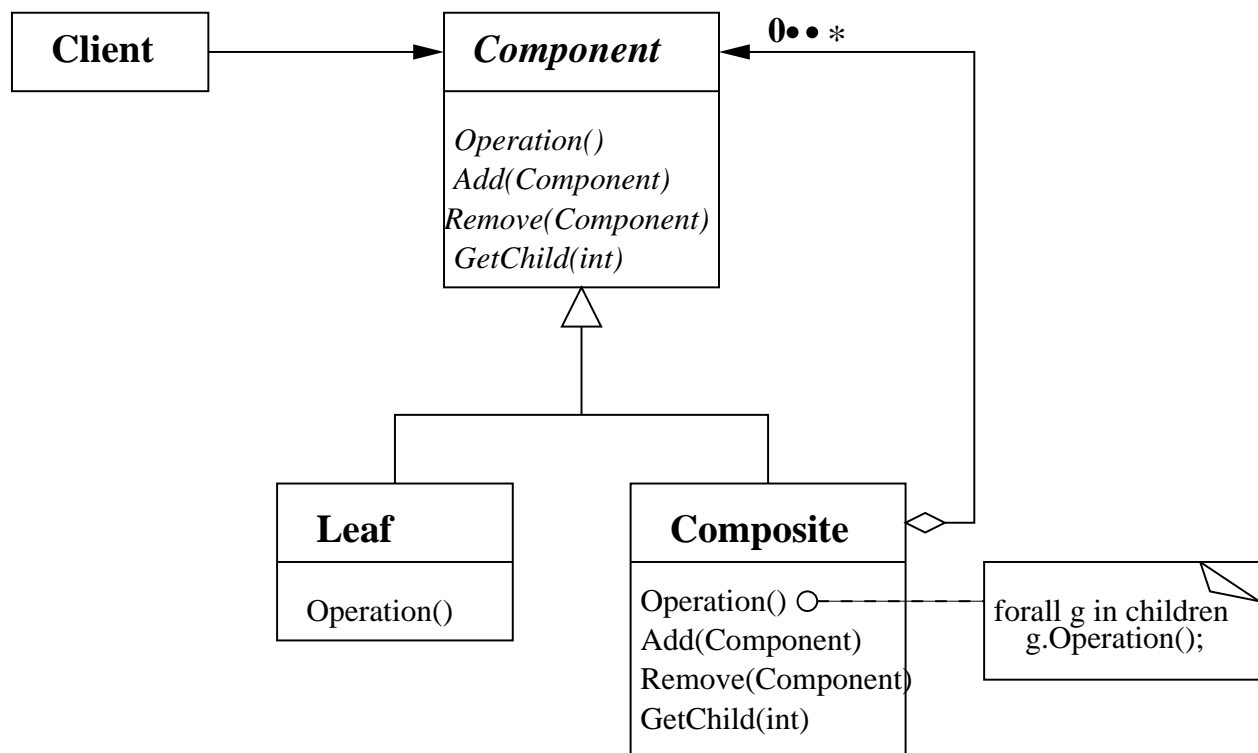 Client
Component
0•• *
Operation()
Add(Component)
Remove(Component)
GetChild(int)
Leaf
Operation()
Composite
Operation()
Add(Component)
Remove(Component)
GetChild(int)
forall g in children
g.Operation();